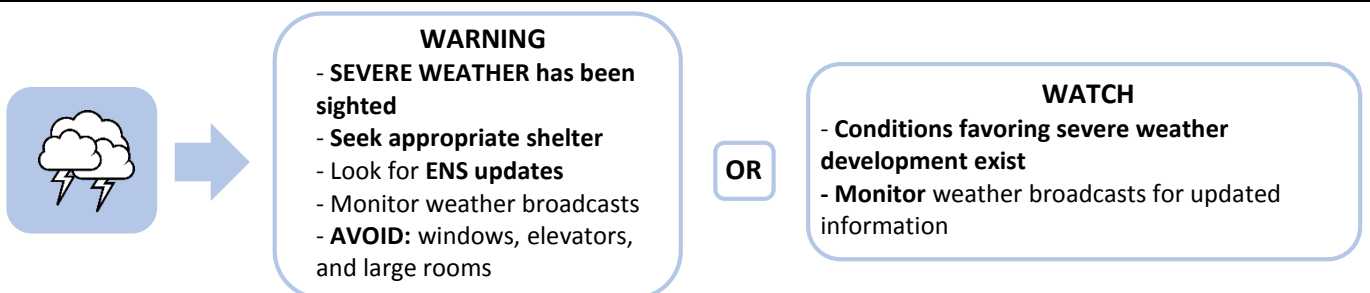 WARNING
- SEVERE WEATHER has been
sighted
- Seek appropriate shelter
- Look for ENS updates
- Monitor weather broadcasts
- AVOID: windows, elevators,
and large rooms
OR
WATCH
- Conditions favoring severe weather
development exist
- Monitor weather broadcasts for updated
information